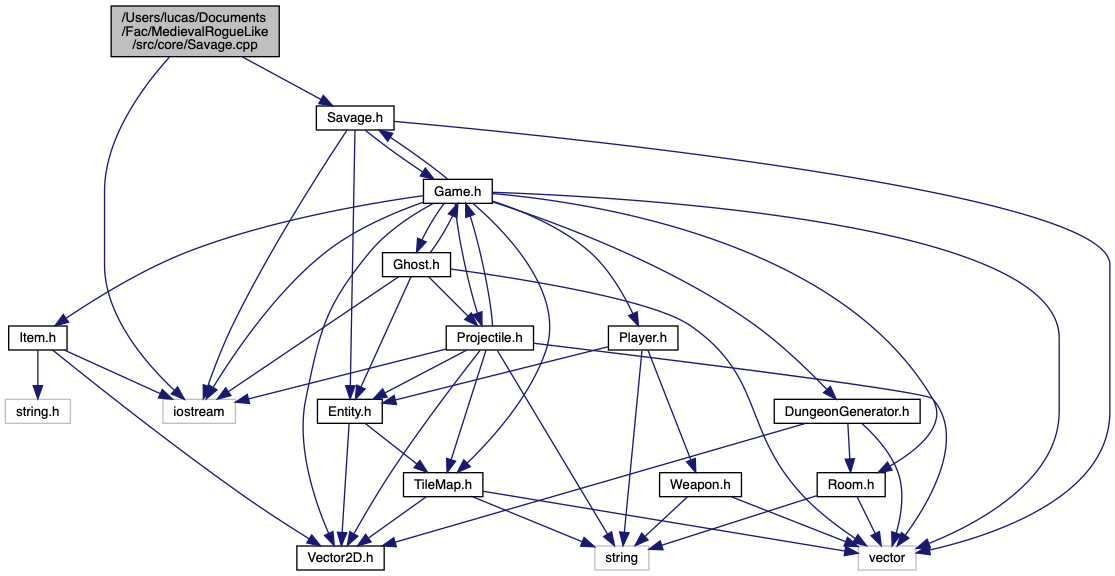 /Users/lucas/Documents
/Fac/MedievalRogueLike
/src/core/Savage.cpp
Savage.h
Game.h
Ghost.h
Item.h
Projectile.h
Player.h
string.h
iostream
Entity.h
DungeonGenerator.h
TileMap.h
Weapon.h
Room.h
Vector2D.h
string
vector